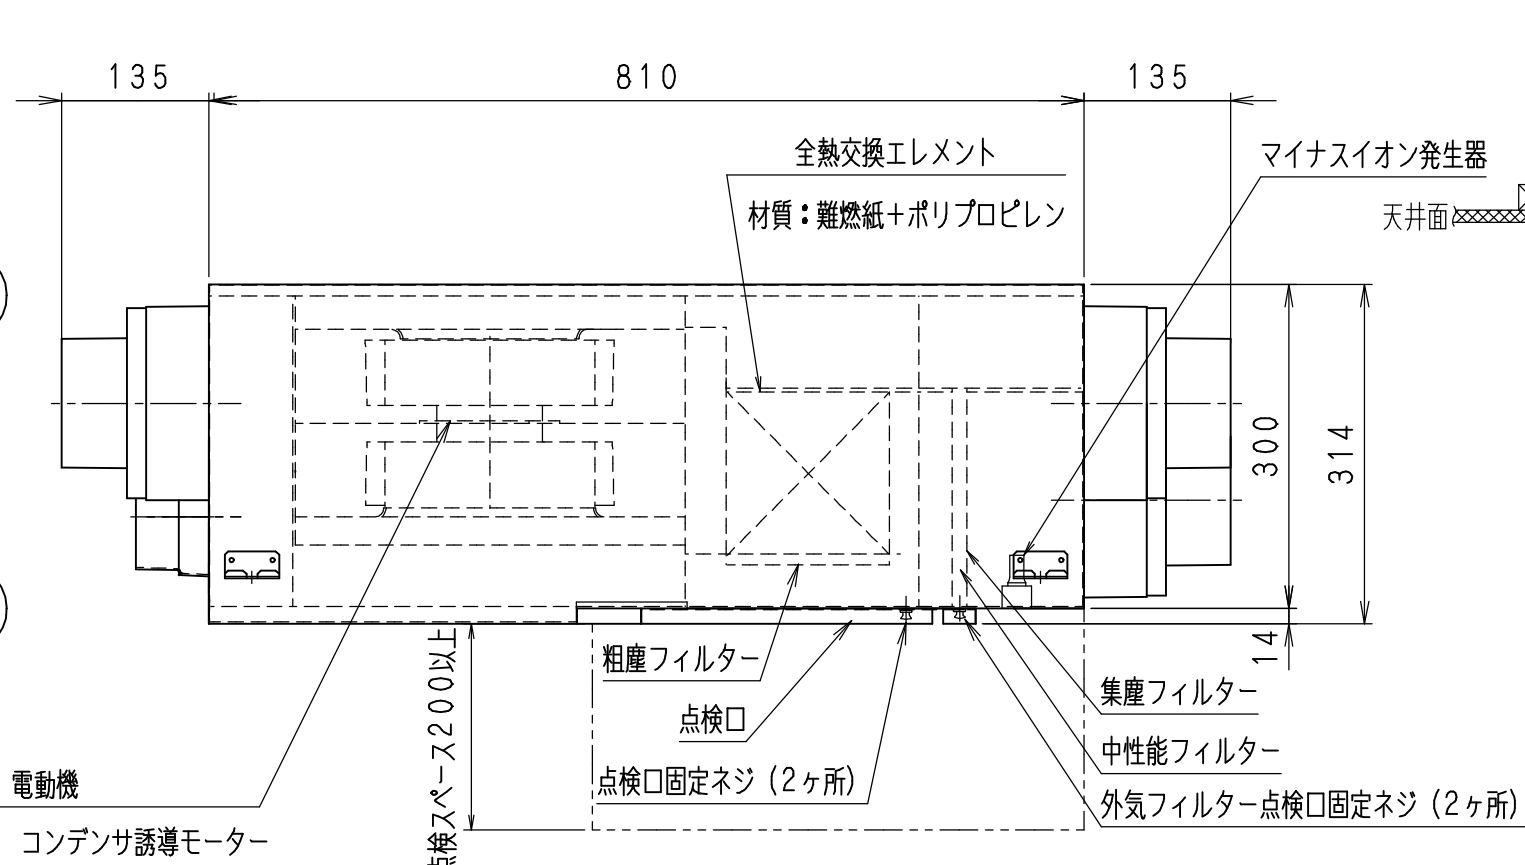 135
810
135
全熱交換エレメント
材質：難燃紙＋ポリプロピレン
マイナスイオン発生器
天井面
300
314
14
点検スペース200以上
粗塵フィルター
点検口
点検口固定ネジ（2ヶ所）
集塵フィルター
中性能フィルター
外気フィルター点検口固定ネジ（2ヶ所）
電動機
コンデンサ誘導モーター